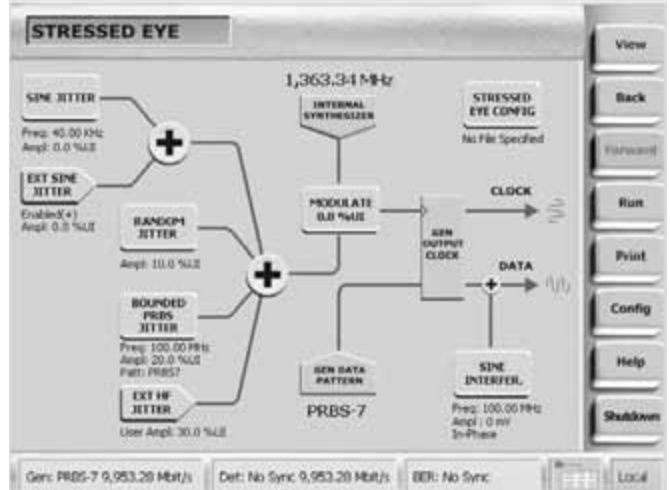 STRESSED EYE
1,363.34 MHz
SINE JITTER
Freq: 40.00 KHz
Ampl: 0.0 %UI
EXT SINE
JITTER
Enabled(+)
Ampl: 0.0 %UI
RANDOM
JITTER
Ampl: 10.0 %UI
BOUNDED
PRBS
JITTER
Freq: 100.00 MHz
Ampl: 20.0 %UI
Patt: PRBS7
EXT HF
JITTER
User Ampl: 30.0 %UI
INTERNAL
SYNTHESIZER
MODULATE
0.0 %UI
GEN DATA
PATTERN
PRBS-7
STRESSED
EYE CONFIG
No File Specified
GEN
OUTPUT
CLOCK
CLOCK
DATA
SINE
INTERFER.
Freq: 100.00 MHz
Ampl : 0 mV
In-Phase
View
Back
Forward
Run
Print
Config
Help
Shutdown
Gen: PRBS-7 9,953.28 Mbit/s
Det: No Sync 9,953.28 Mbit/s
BER: No Sync
Local